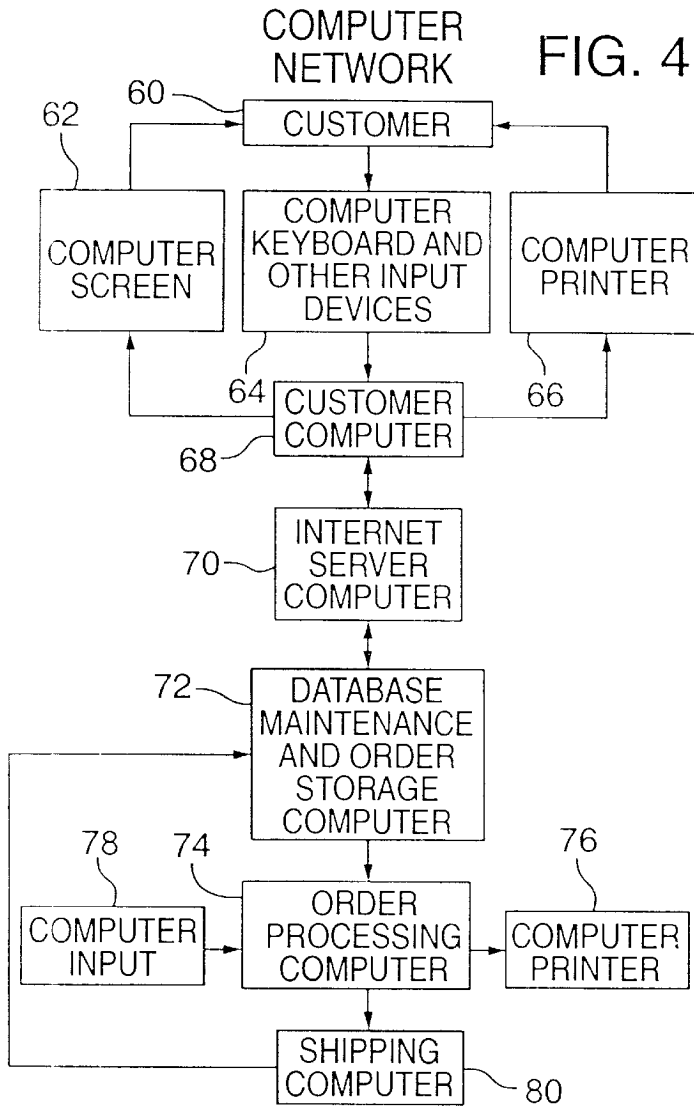 COMPUTER
NETWORK
FIG. 4
60
CUSTOMER
62
COMPUTER
SCREEN
COMPUTER
KEYBOARD AND
OTHER INPUT
DEVICES
COMPUTER
PRINTER
64
66
CUSTOMER
COMPUTER
68
INTERNET
SERVER
COMPUTER
70
72
DATABASE
MAINTENANCE
AND ORDER
STORAGE
COMPUTER
78
COMPUTER
INPUT
74
ORDER
PROCESSING
COMPUTER
76
COMPUTER
PRINTER
SHIPPING
COMPUTER
80